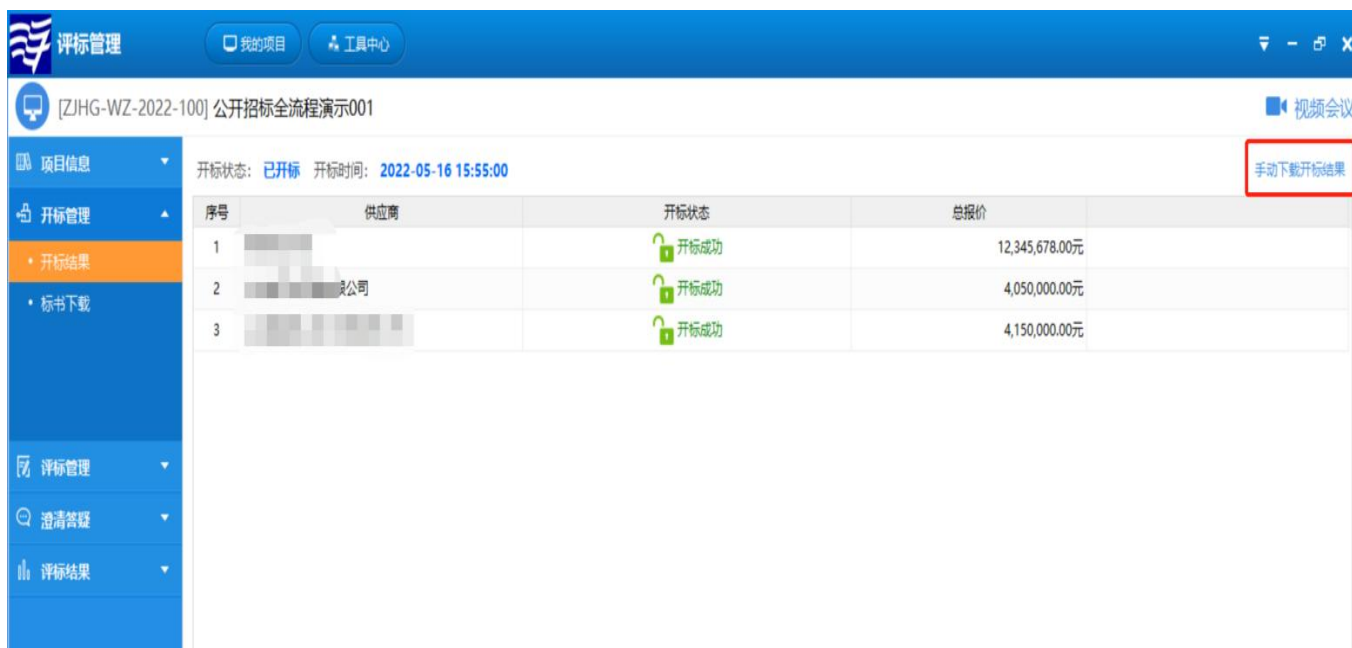 评标管理 我的项目 工具中心
[ZJHG-WZ-2022-100] 公开招标全流程演示001 视频会议
项目信息
开标管理
开标结果
标书下载
评标管理
澄清答疑
评标结果
开标状态: 已开标 开标时间: 2022-05-16 15:55:00 手动下载开标结果
序号 供应商 开标状态 总报价
1 开标成功 12,345,678.00元
2 公司 开标成功 4,050,000.00元
3 开标成功 4,150,000.00元